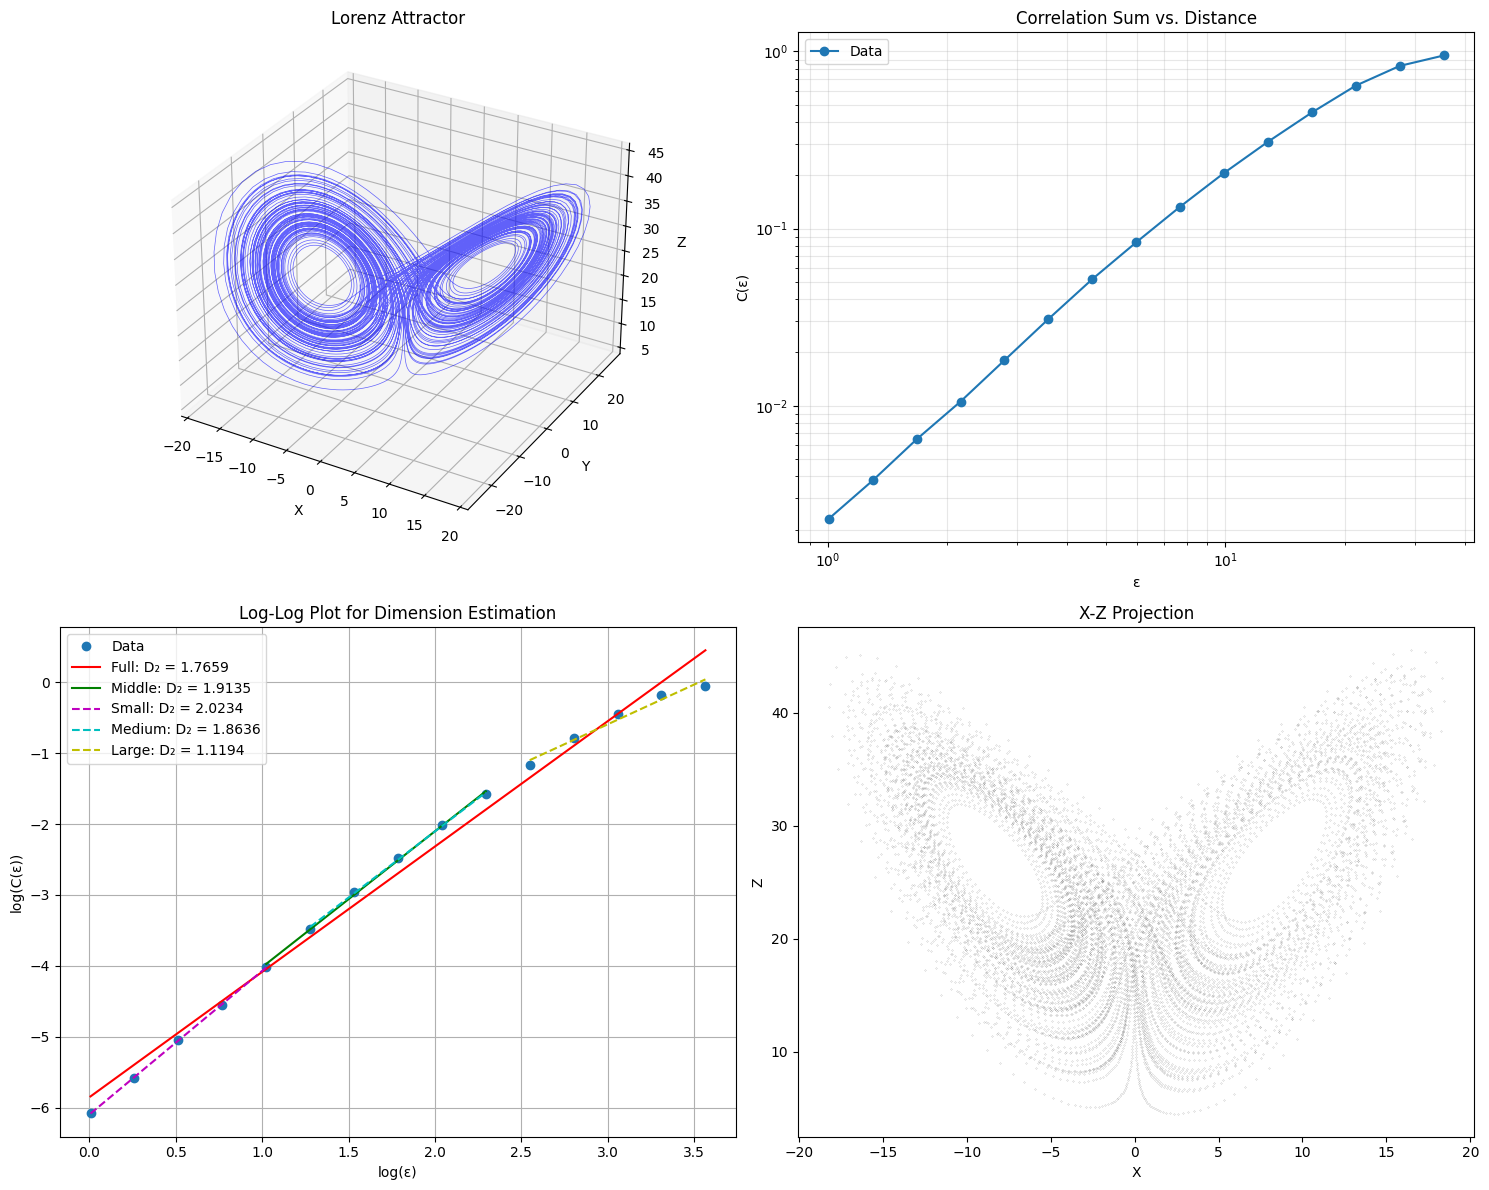 Lorenz Attractor
45
40
35
30
25
20
15
10
5
Z
20
10
0
−10
−20
Y
−20
−15
−10
−5
0
5
10
15
20
X
Correlation Sum vs. Distance
Data
10⁰
10⁻¹
10⁻²
C(ε)
10⁰
10¹
ε
Log-Log Plot for Dimension Estimation
Data
Full: D₂ = 1.7659
Middle: D₂ = 1.9135
Small: D₂ = 2.0234
Medium: D₂ = 1.8636
Large: D₂ = 1.1194
0
−1
−2
−3
−4
−5
−6
log(C(ε))
0.0
0.5
1.0
1.5
2.0
2.5
3.0
3.5
log(ε)
X-Z Projection
40
30
20
10
Z
−20
−15
−10
−5
0
5
10
15
20
X